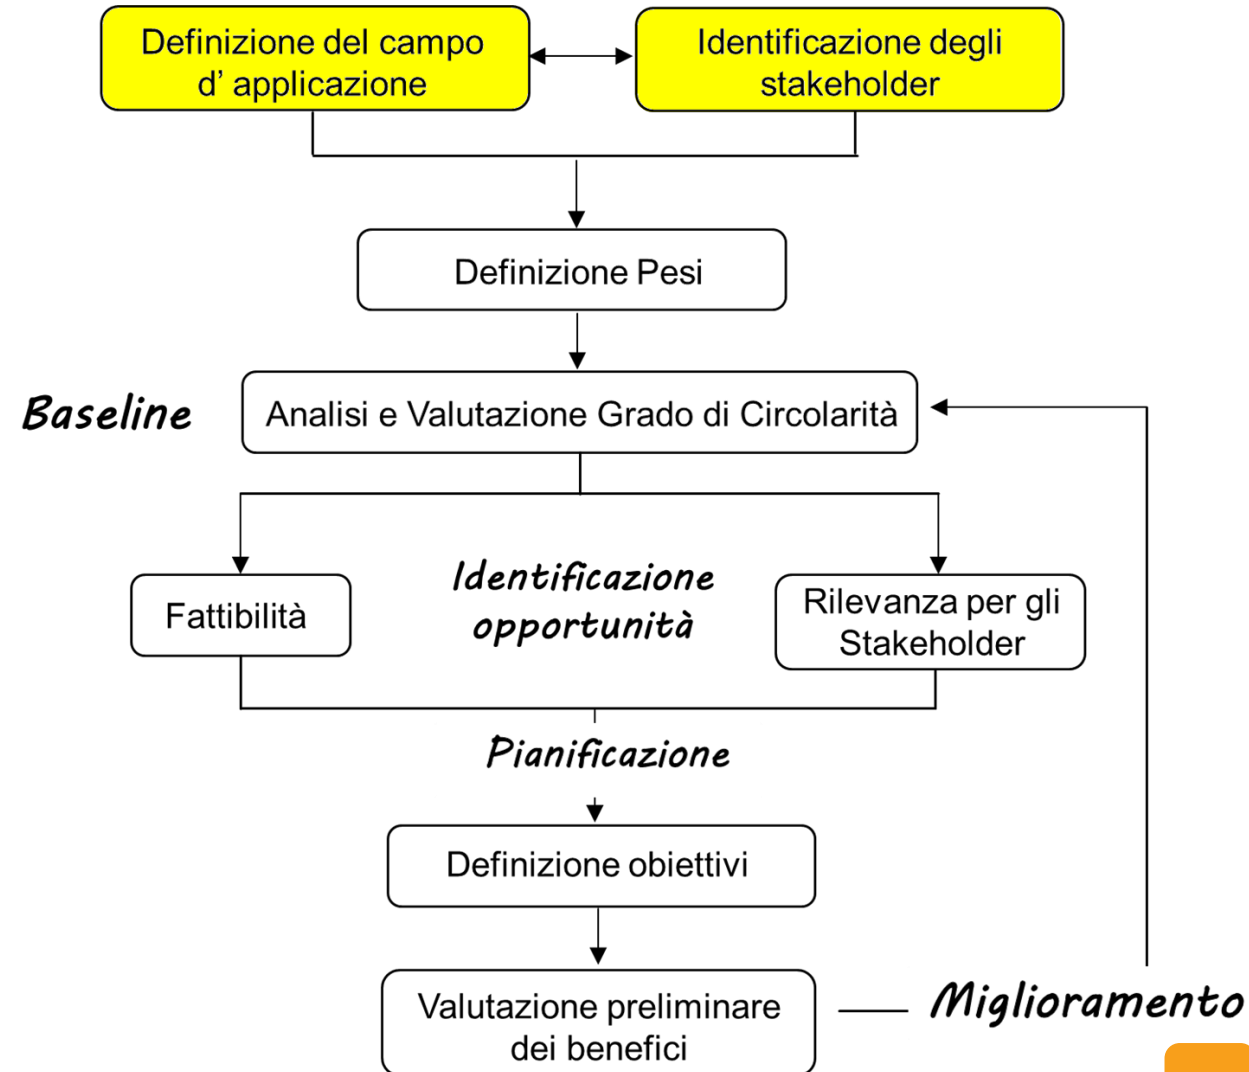 Definizione del campo
d' applicazione
Identificazione degli
stakeholder
Definizione Pesi
Baseline
Analisi e Valutazione Grado di Circolarità
Fattibilità
Identificazione
opportunità
Rilevanza per gli
Stakeholder
Pianificazione
Definizione obiettivi
Valutazione preliminare
dei benefici
Miglioramento